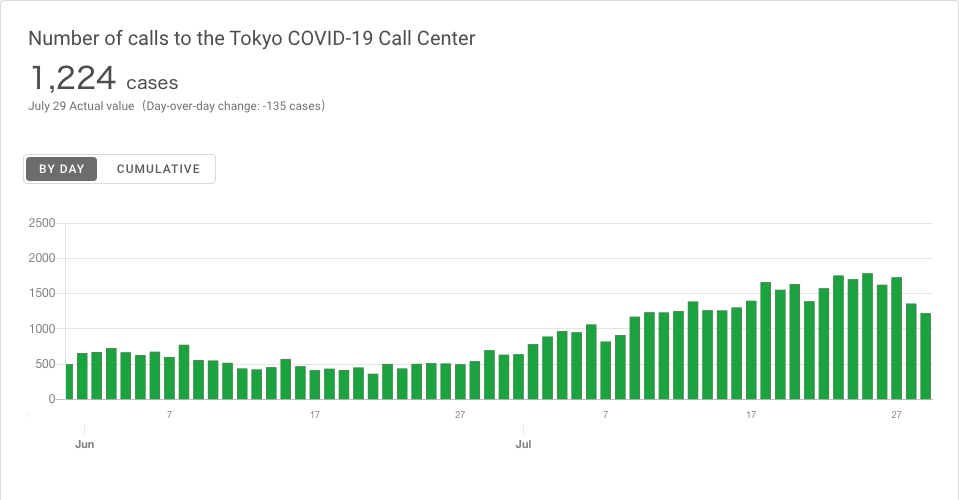 Number of calls to the Tokyo COVID-19 Call Center
1,224 cases
July 29 Actual value（Day-over-day change: -135 cases）
BY DAY CUMULATIVE
2500
2000
1500
1000
500
0
7 17 27 7 17 27
Jun Jul